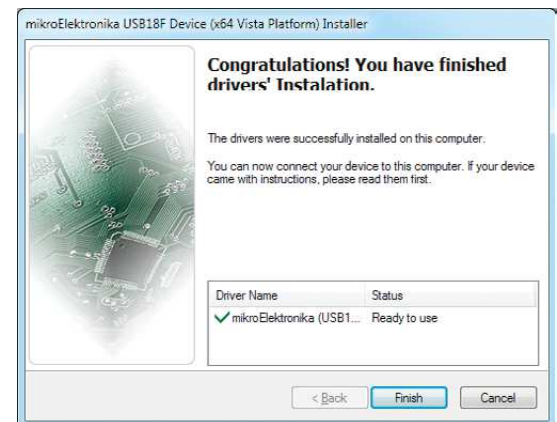 mikroElektronika USB18F Device (x64 Vista Platform) Installer
Congratulations! You have finished
drivers' Instalation.
The drivers were successfully installed on this computer.
You can now connect your device to this computer. If your device
came with instructions, please read them first.
Driver Name Status
mikroElektronika (USB1... Ready to use
< Back Finish Cancel